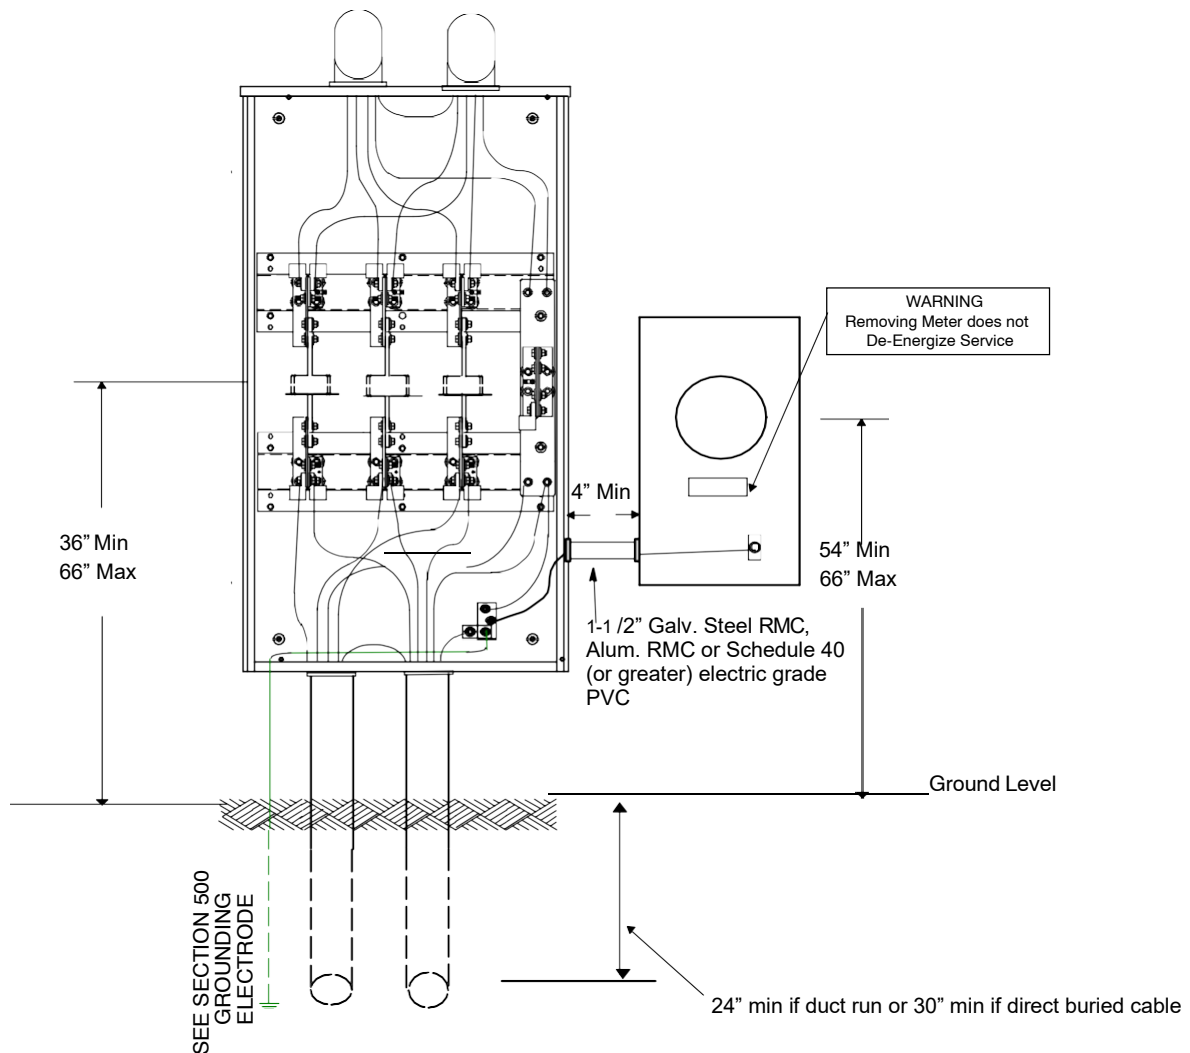 WARNING
Removing Meter does not
De-Energize Service
4” Min
36” Min
66” Max
54” Min
66” Max
1-1 /2” Galv. Steel RMC,
Alum. RMC or Schedule 40
(or greater) electric grade
PVC
Ground Level
SEE SECTION 500
GROUNDING
ELECTRODE
24” min if duct run or 30” min if direct buried cable